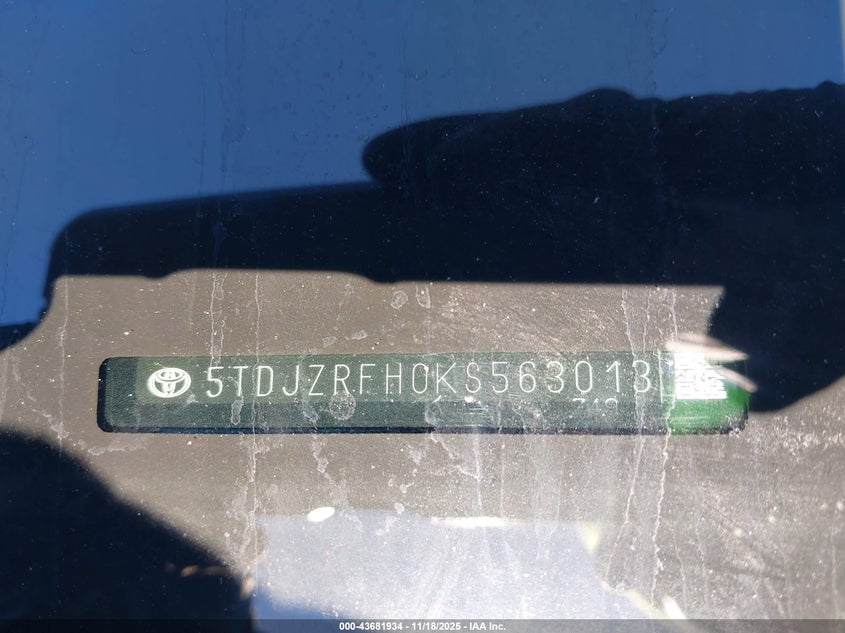 5TDJZRFH0KS563013
000-43681934 - 11/18/2025 - IAA Inc.